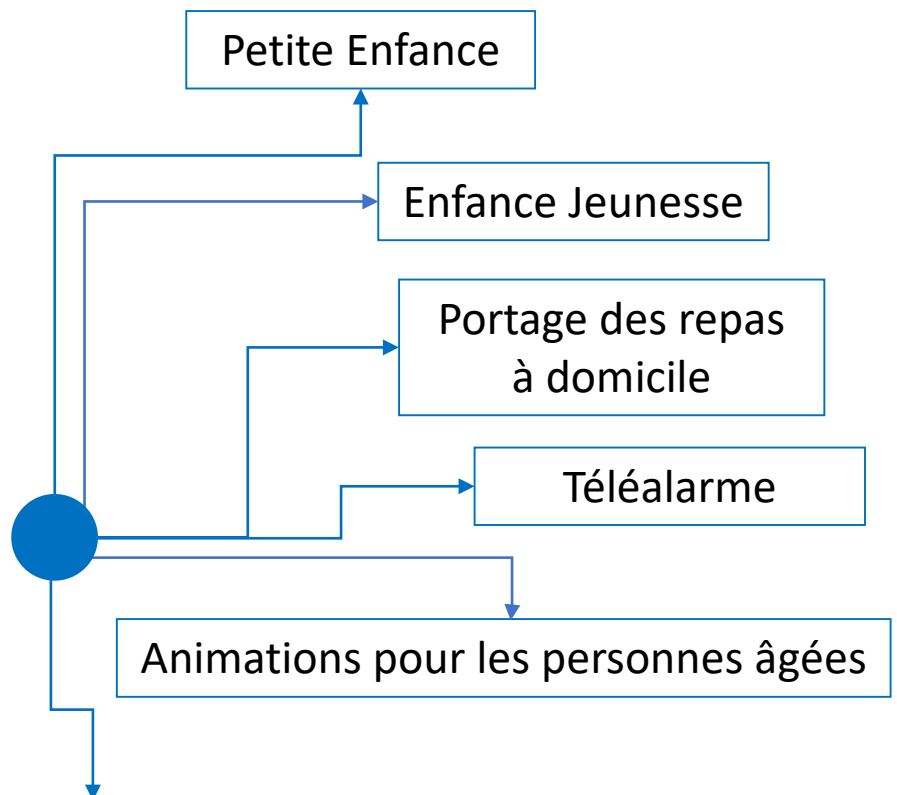 Petite Enfance
Enfance Jeunesse
Portage des repas
à domicile
Téléalarme
Animations pour les personnes âgées